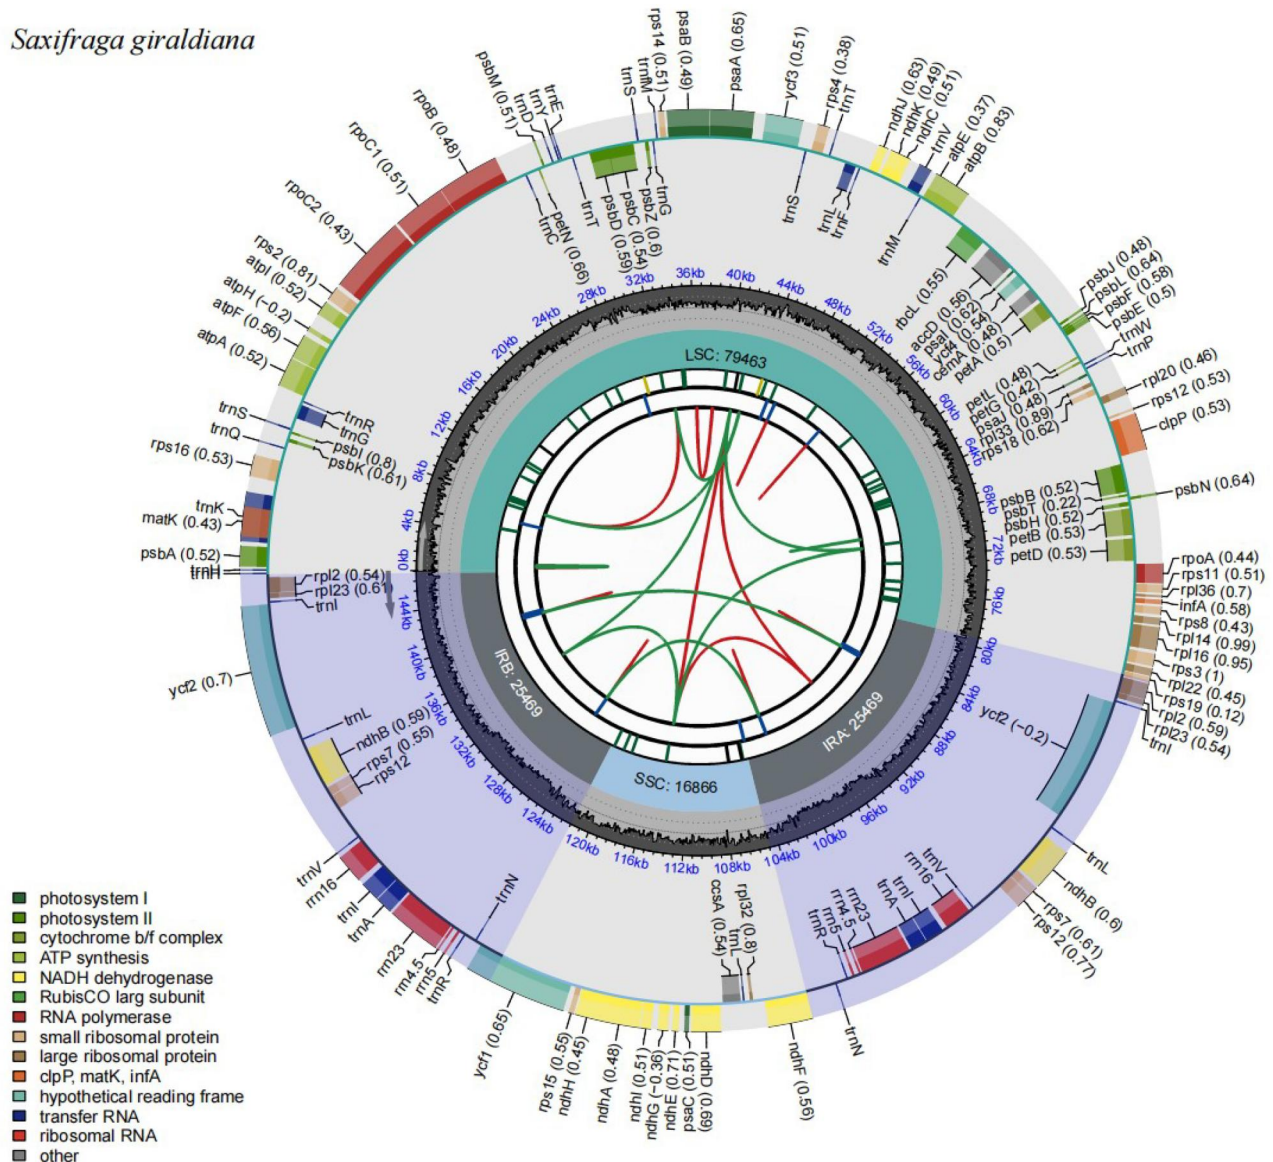 Saxifraga giraldiana
psbM (0.51)
trnD
trnY
trnE
trnS
trnfM
rps14 (0.51)
psaB (0.49)
psaA (0.65)
ycf3 (0.51)
rps4 (0.38)
trnT
ndhJ (0.63)
ndhK (0.49)
ndhC (0.51)
trnV
atpE (0.37)
atpB (0.83)
rpoB (0.48)
rpoC1 (0.51)
rpoC2 (0.43)
rps2 (0.81)
atpI (0.52)
atpH (−0.2)
atpF (0.56)
atpA (0.52)
trnS
trnQ
rps16 (0.53)
trnK
matK (0.43)
psbA (0.52)
trnH
trnR
trnG
psbI (0.8)
psbK (0.61)
trnC
petN (0.66)
trnT
psbD (0.59)
psbC (0.54)
psbZ (0.6)
trnG
trnS
trnL
trnF
trnM
rbcL (0.55)
accD (0.56)
psaI (0.62)
ycf4 (0.54)
cemA (0.48)
petA (0.5)
psbJ (0.48)
psbL (0.64)
psbF (0.58)
psbE (0.5)
trnW
trnP
petL (0.48)
petG (0.42)
psaJ (0.48)
rpl33 (0.89)
rps18 (0.62)
rpl20 (0.46)
rps12 (0.53)
clpP (0.53)
psbB (0.52)
psbT (0.22)
psbH (0.52)
petB (0.53)
petD (0.53)
psbN (0.64)
rpoA (0.44)
rps11 (0.51)
rpl36 (0.7)
infA (0.58)
rps8 (0.43)
rpl14 (0.99)
rpl16 (0.95)
rps3 (1)
rpl22 (0.45)
rps19 (0.12)
rpl2 (0.59)
rpl23 (0.54)
trnI
0kb
4kb
8kb
12kb
16kb
20kb
24kb
28kb
32kb
36kb
40kb
44kb
48kb
52kb
56kb
60kb
64kb
68kb
72kb
76kb
80kb
84kb
88kb
92kb
96kb
100kb
104kb
108kb
112kb
116kb
120kb
124kb
128kb
132kb
136kb
140kb
144kb
LSC: 79463
IRB: 25469
IRA: 25469
SSC: 16866
rpl2 (0.54)
rpl23 (0.61)
trnI
ycf2 (0.7)
trnL
ndhB (0.59)
rps7 (0.55)
rps12
trnV
rrn16
trnI
trnA
rrn23
rrn4.5
rrn5
trnR
trnN
ycf2 (−0.2)
trnL
ndhB (0.6)
rps7 (0.61)
rps12 (0.77)
trnV
rrn16
trnI
trnA
rrn23
rrn4.5
rrn5
trnR
trnN
ycf1 (0.65)
rps15 (0.55)
ndhH (0.45)
ndhA (0.48)
ndhI (0.51)
ndhG (−0.36)
ndhE (0.71)
psaC (0.51)
ndhD (0.69)
ccsA (0.54)
trnL
rpl32 (0.8)
ndhF (0.56)
photosystem I
photosystem II
cytochrome b/f complex
ATP synthesis
NADH dehydrogenase
RubisCO larg subunit
RNA polymerase
small ribosomal protein
large ribosomal protein
clpP, matK, infA
hypothetical reading frame
transfer RNA
ribosomal RNA
other